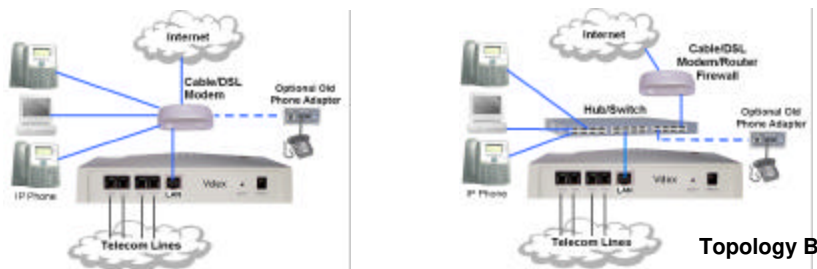 Internet
Cable/DSL
Modem
Optional Old
Phone Adapter
IP Phone
LAN
Vdex
Telecom Lines
Internet
Cable/DSL
Modem/Router
Firewall
Hub/Switch
Optional Old
Phone Adapter
IP Phone
LAN
Vdex
Telecom Lines
Topology B